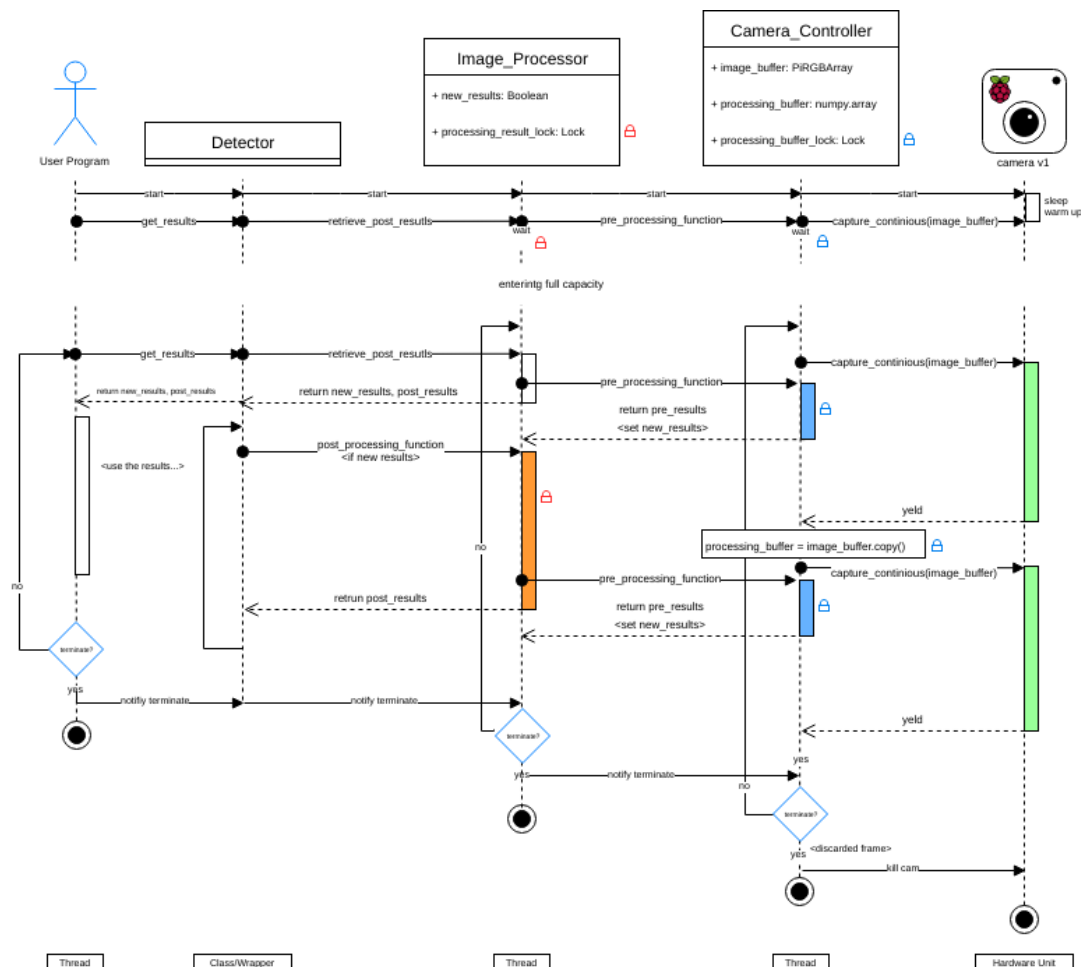 Camera_Controller
+ image_buffer: PiRGBArray
+ processing_buffer: numpy.array
+ processing_buffer_lock: Lock
Image_Processor
+ new_results: Boolean
+ processing_result_lock: Lock
Detector
User Program
camera v1
start
start
start
start
sleep
warm up
get_results
retrieve_post_resutls
pre_processing_function
capture_continious(image_buffer)
wait
wait
enterintg full capacity
get_results
retrieve_post_resutls
capture_continious(image_buffer)
pre_processing_function
return new_results, post_results
return new_results, post_results
return pre_results
<set new_results>
post_processing_function
<if new results>
<use the results...>
yeld
no
processing_buffer = image_buffer.copy()
capture_continious(image_buffer)
pre_processing_function
no
retrun post_results
return pre_results
<set new_results>
terminate?
yes
notifiy terminate
notify terminate
yeld
terminate?
yes
yes
notify terminate
no
terminate?
yes
<discarded frame>
kill cam
Thread
Class/Wrapper
Thread
Thread
Hardware Unit